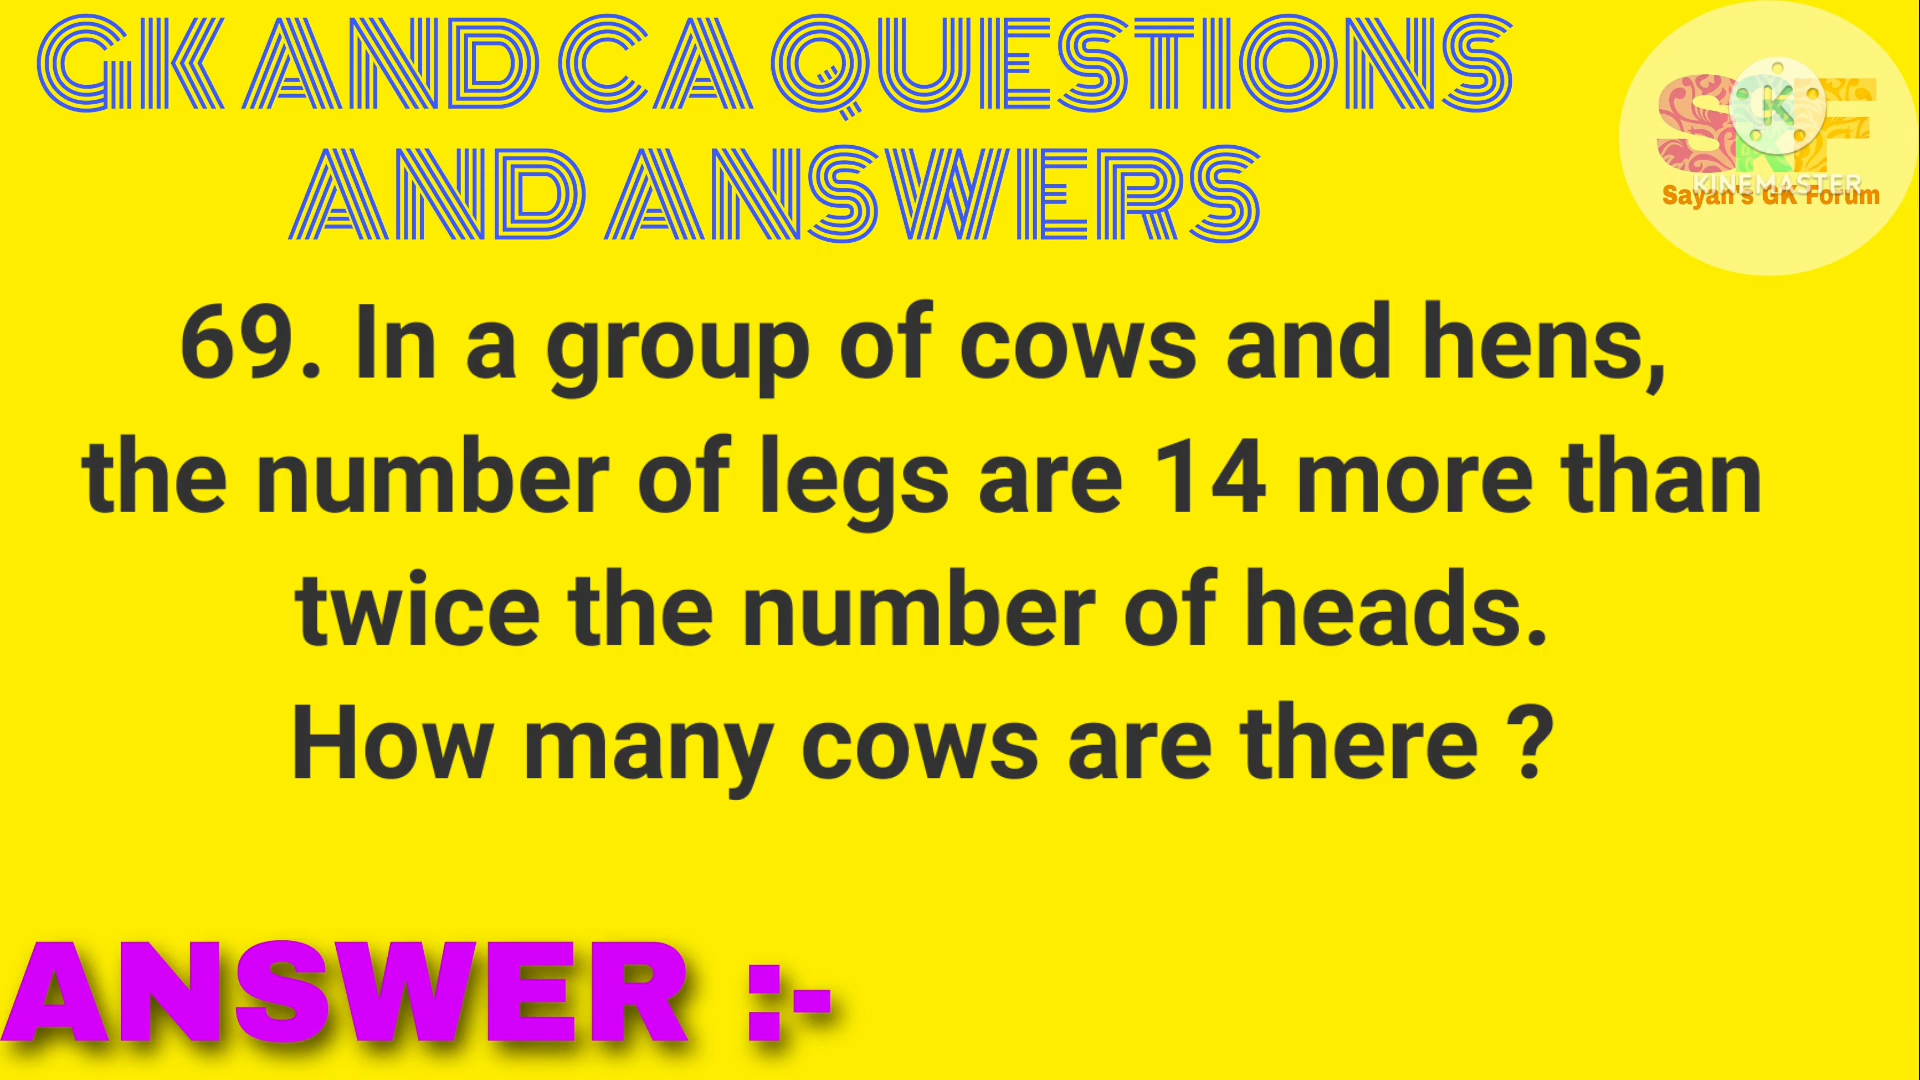 GK AND CA QUESTIONS
AND ANSWERS
SKF
K
KINEMASTER
Sayan's GK Forum
69. In a group of cows and hens,
the number of legs are 14 more than
twice the number of heads.
How many cows are there ?
ANSWER :-